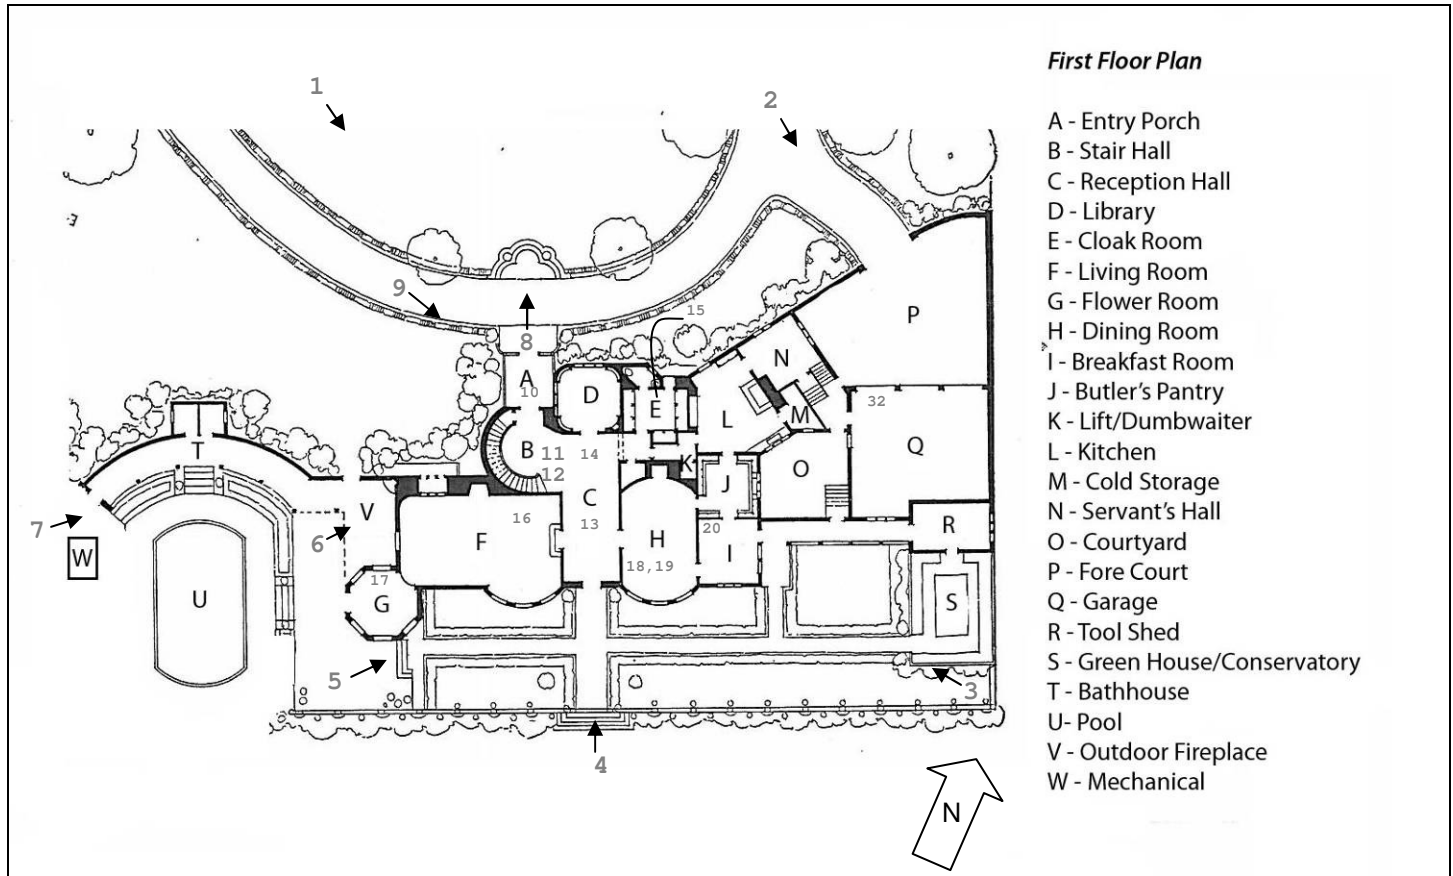 First Floor Plan
A - Entry Porch
B - Stair Hall
C - Reception Hall
D - Library
E - Cloak Room
F - Living Room
G - Flower Room
H - Dining Room
I - Breakfast Room
J - Butler's Pantry
K - Lift/Dumbwaiter
L - Kitchen
M - Cold Storage
N - Servant's Hall
O - Courtyard
P - Fore Court
Q - Garage
R - Tool Shed
S - Green House/Conservatory
T - Bathhouse
U- Pool
V - Outdoor Fireplace
W - Mechanical
1
2
9
15
8
P
N
A
10
D
E
L
M
32
B
11
12
14
K
O
Q
T
J
C
13
V
16
F
H
20
I
R
7
6
W
17
G
18,19
U
S
5
3
4
N